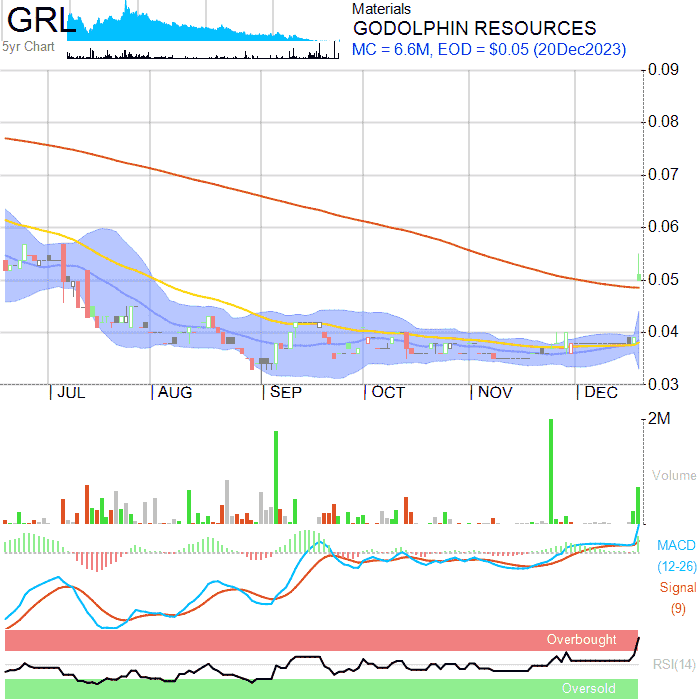 GRL
5yr Chart
Materials
GODOLPHIN RESOURCES
MC = 6.6M, EOD = $0.05 (20Dec2023)
0.09
0.08
0.07
0.06
0.05
0.04
0.03
JUL AUG SEP OCT NOV DEC
2M
Volume
MACD
(12-26)
Signal
(9)
Overbought
RSI(14)
Oversold